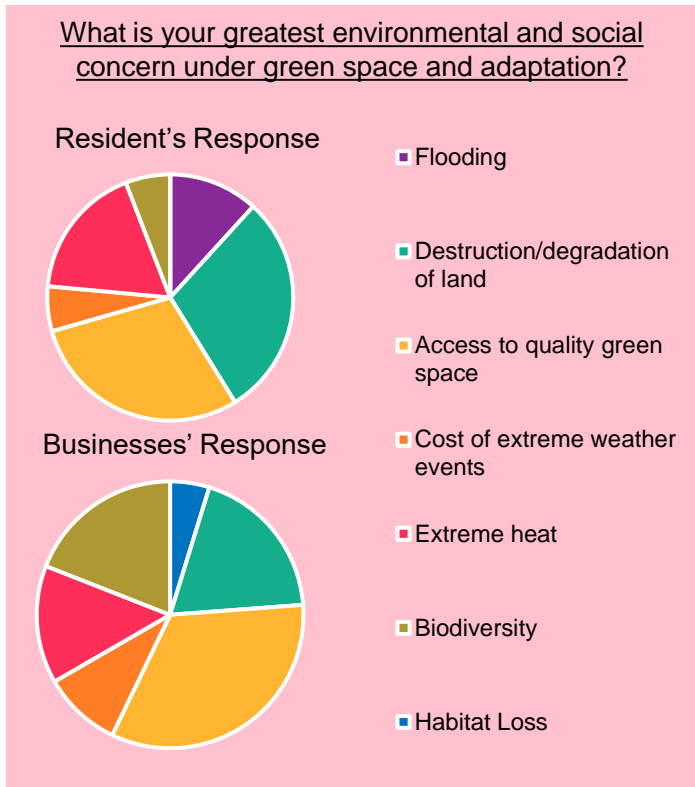 What is your greatest environmental and social
concern under green space and adaptation?
Resident's Response
Businesses' Response
Flooding
Destruction/degradation
of land
Access to quality green
space
Cost of extreme weather
events
Extreme heat
Biodiversity
Habitat Loss